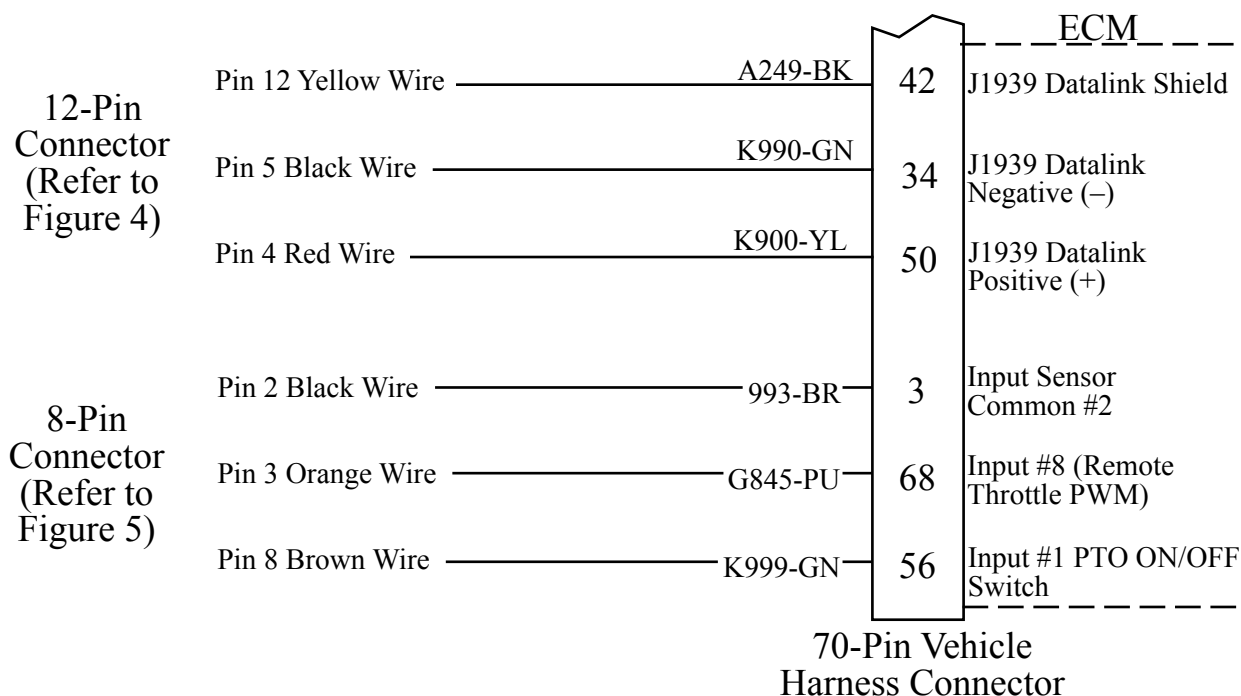 ECM
12-Pin
Connector
(Refer to
Figure 4)
Pin 12 Yellow Wire
A249-BK
42
J1939 Datalink Shield
Pin 5 Black Wire
K990-GN
34
J1939 Datalink
Negative (–)
Pin 4 Red Wire
K900-YL
50
J1939 Datalink
Positive (+)
8-Pin
Connector
(Refer to
Figure 5)
Pin 2 Black Wire
993-BR
3
Input Sensor
Common #2
Pin 3 Orange Wire
G845-PU
68
Input #8 (Remote
Throttle PWM)
Pin 8 Brown Wire
K999-GN
56
Input #1 PTO ON/OFF
Switch
70-Pin Vehicle
Harness Connector